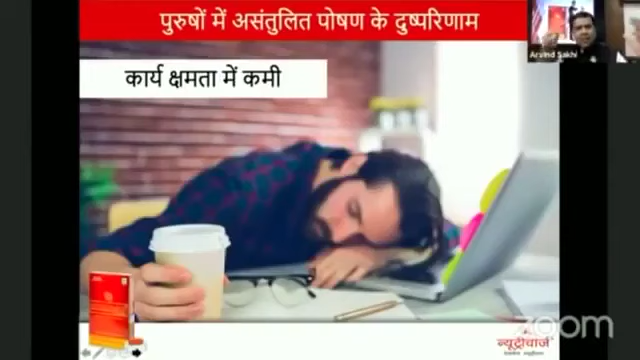 पुरुषों में असंतुलित पोषण के दुष्परिणाम
Arvind Sakhi
कार्य क्षमता में कमी
न्यूट्रीचार्ज
zoom